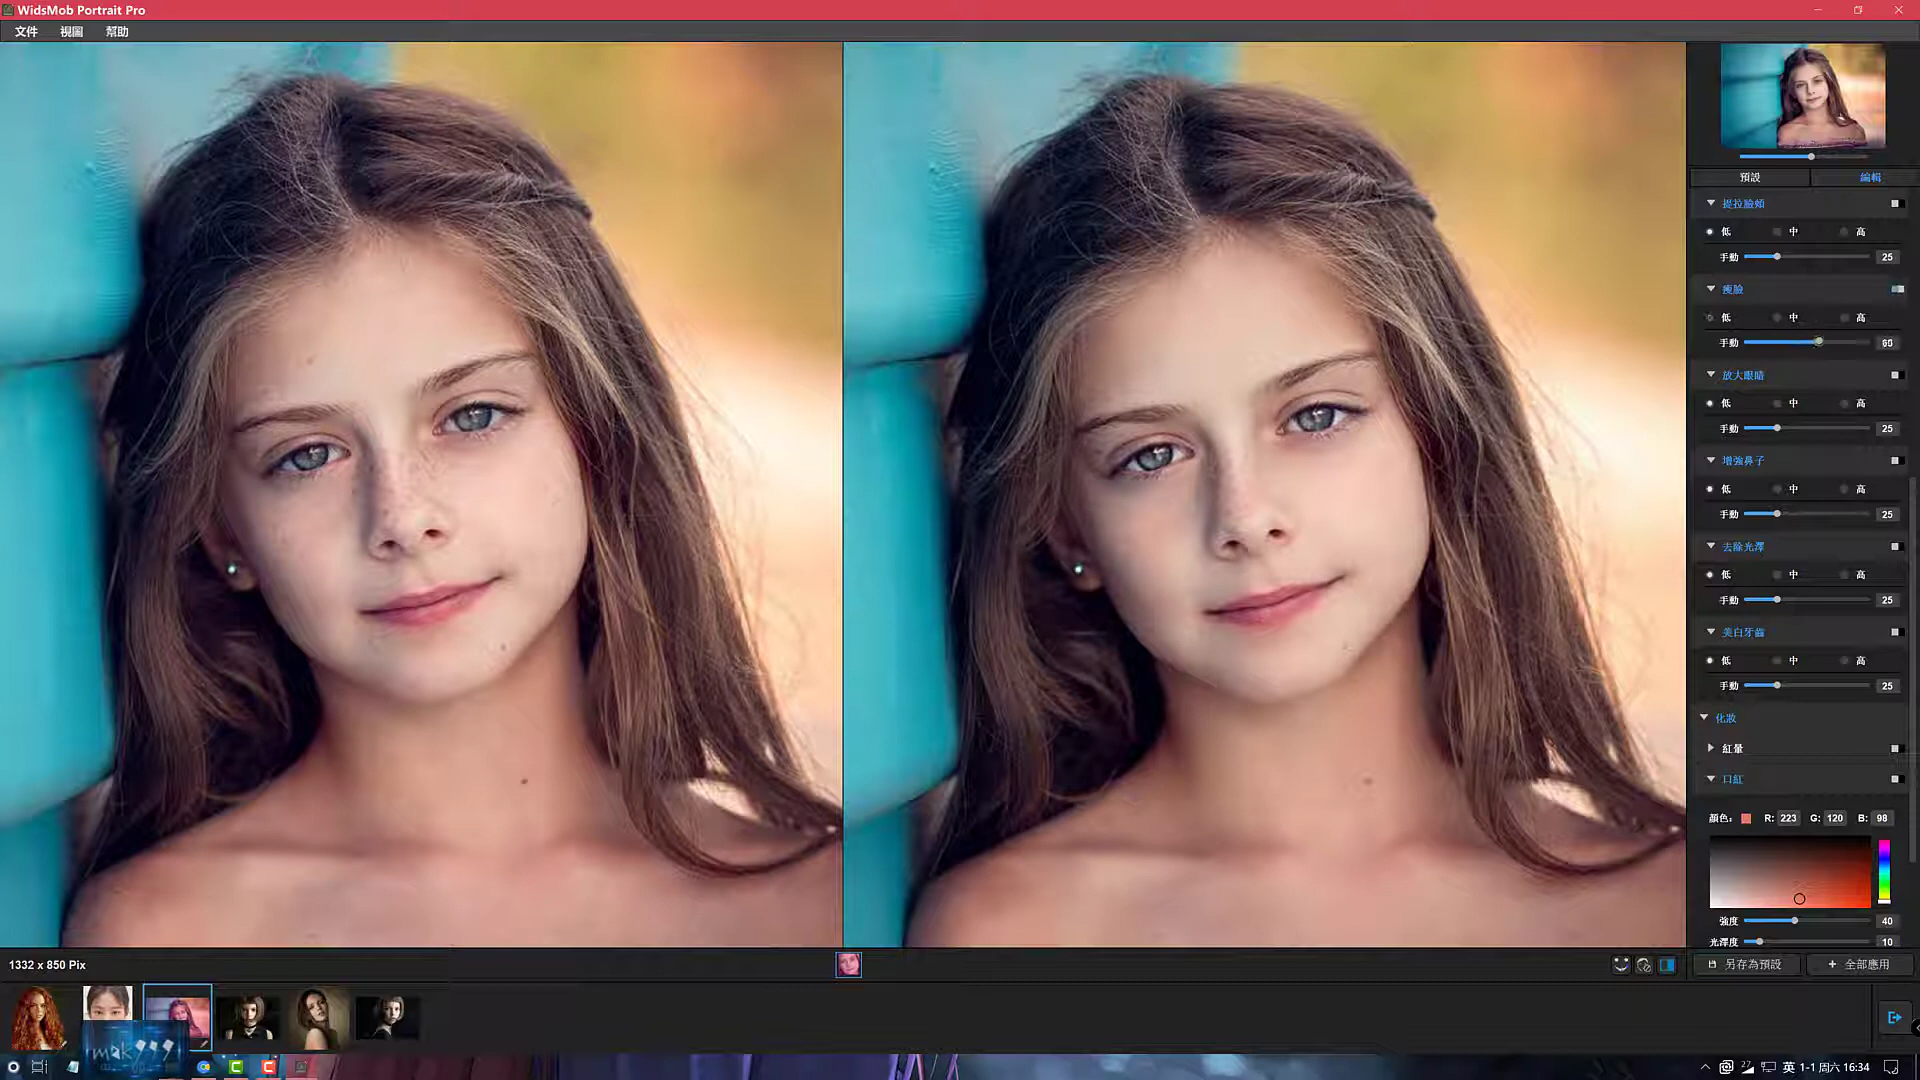 WidsMob Portrait Pro
文件 視圖 幫助
預設 編輯
提拉臉頰
低 中 高
手動 25
瘦臉
低 中 高
手動 60
放大眼睛
低 中 高
手動 25
增強鼻子
低 中 高
手動 25
去除光澤
低 中 高
手動 25
美白牙齒
低 中 高
手動 25
化妝
紅暈
口紅
顏色: R: 223 G: 120 B: 98
強度 40
光澤度 10
1332 x 850 Pix
另存為預設 + 全部應用
mok999
英 1-1 周六 16:34